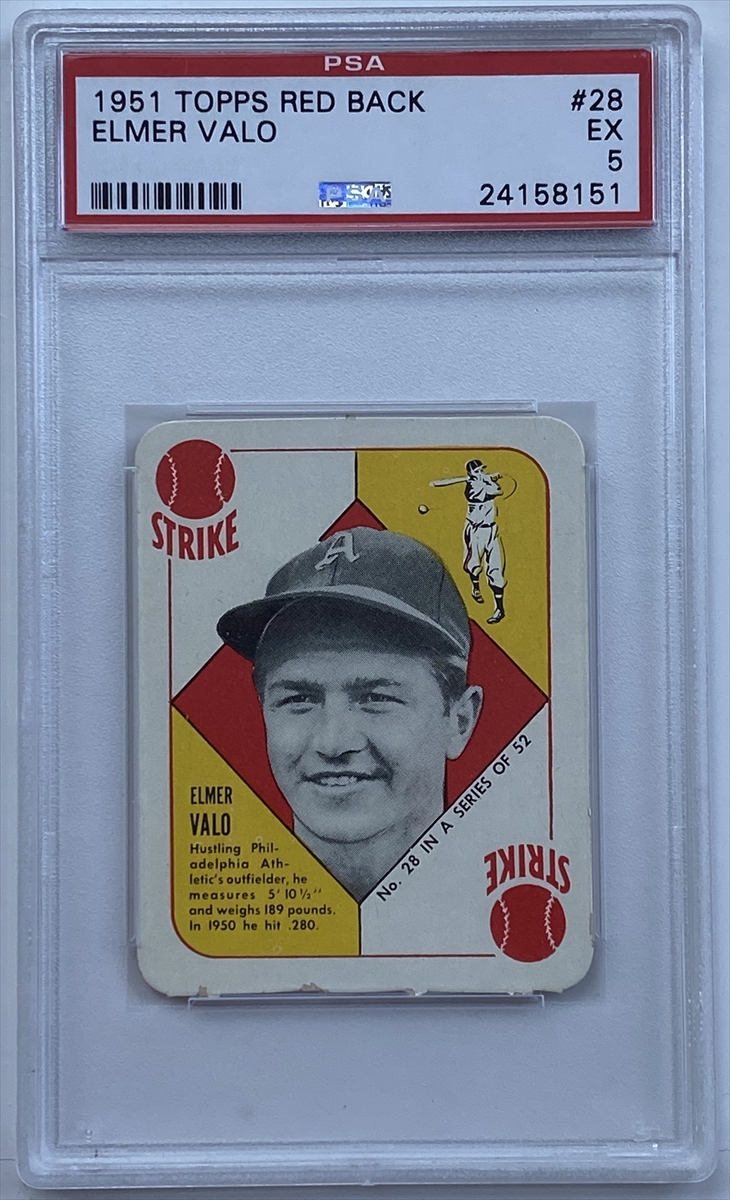 PSA
1951 TOPPS RED BACK #28
ELMER VALO EX
5
24158151
STRIKE
A
ELMER
VALO
Hustling Phil-
adelphia Ath-
letic's outfielder, he
measures 5' 10 ½"
and weighs 189 pounds.
In 1950 he hit .280.
No. 28 IN A SERIES OF 52
STRIKE